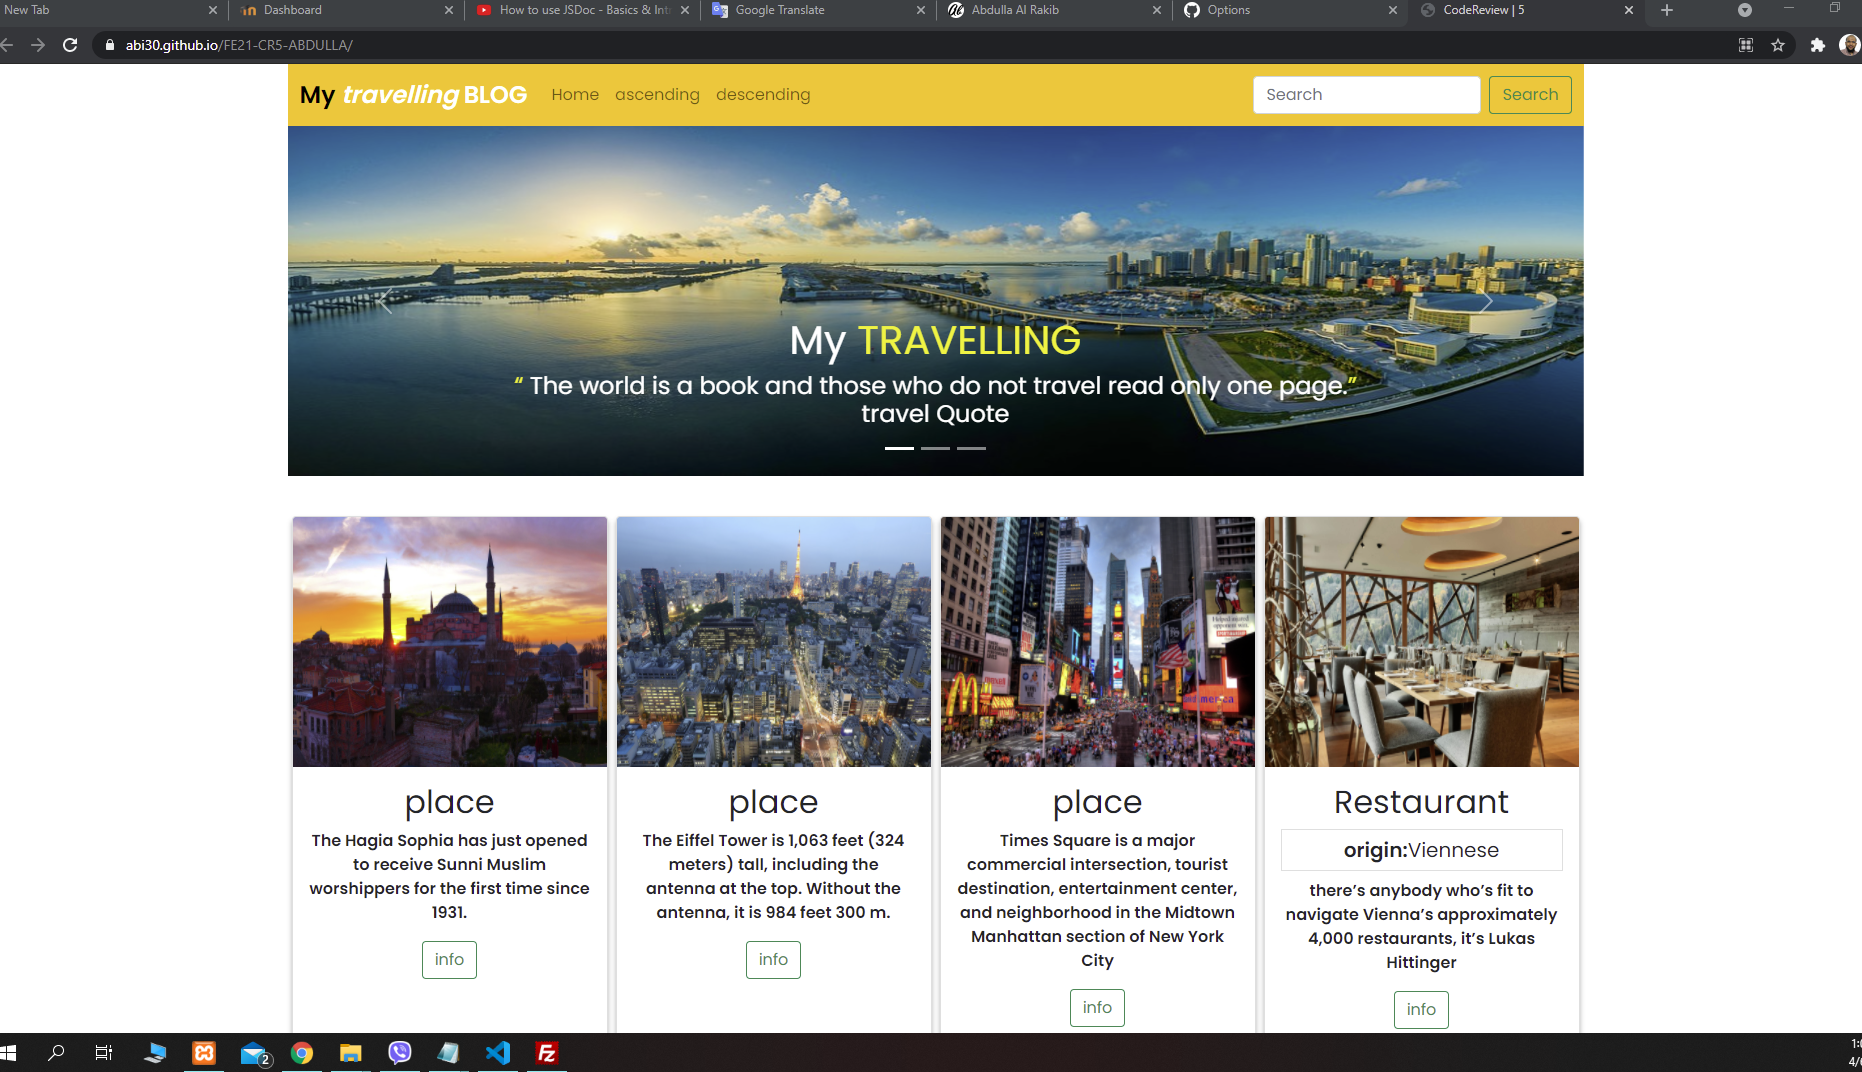 New Tab
Dashboard
How to use JSDoc - Basics & Int
Google Translate
Abdulla Al Rakib
Options
CodeReview | 5
abi30.github.io/FE21-CR5-ABDULLA/
My travelling BLOG
Home
ascending
descending
Search
Search
My TRAVELLING
“ The world is a book and those who do not travel read only one page.”
travel Quote
place
The Hagia Sophia has just opened
to receive Sunni Muslim
worshippers for the first time since
1931.
info
place
The Eiffel Tower is 1,063 feet (324
meters) tall, including the
antenna at the top. Without the
antenna, it is 984 feet 300 m.
info
place
Times Square is a major
commercial intersection, tourist
destination, entertainment center,
and neighborhood in the Midtown
Manhattan section of New York
City
info
Restaurant
origin:Viennese
there’s anybody who’s fit to
navigate Vienna’s approximately
4,000 restaurants, it’s Lukas
Hittinger
info
2